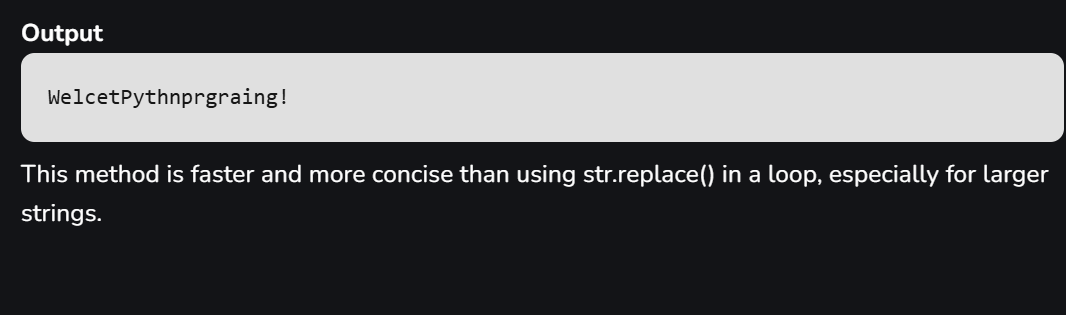 Output
WelcetPythnprgraing!
This method is faster and more concise than using str.replace() in a loop, especially for larger
strings.